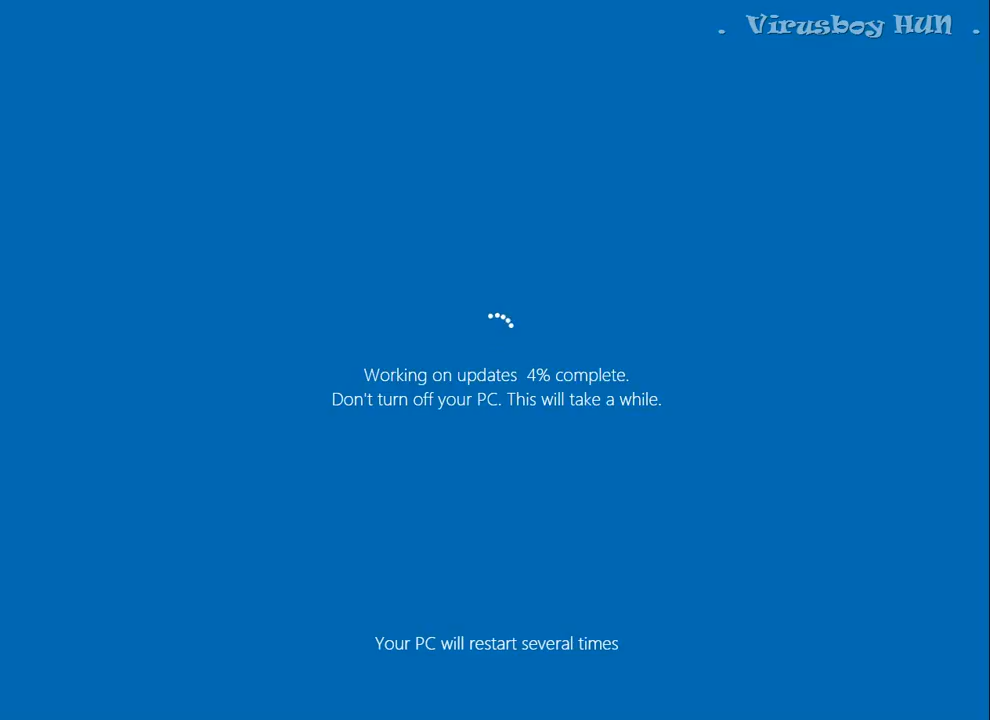 . Virusboy HUN .
Working on updates  4% complete.
Don't turn off your PC. This will take a while.
Your PC will restart several times